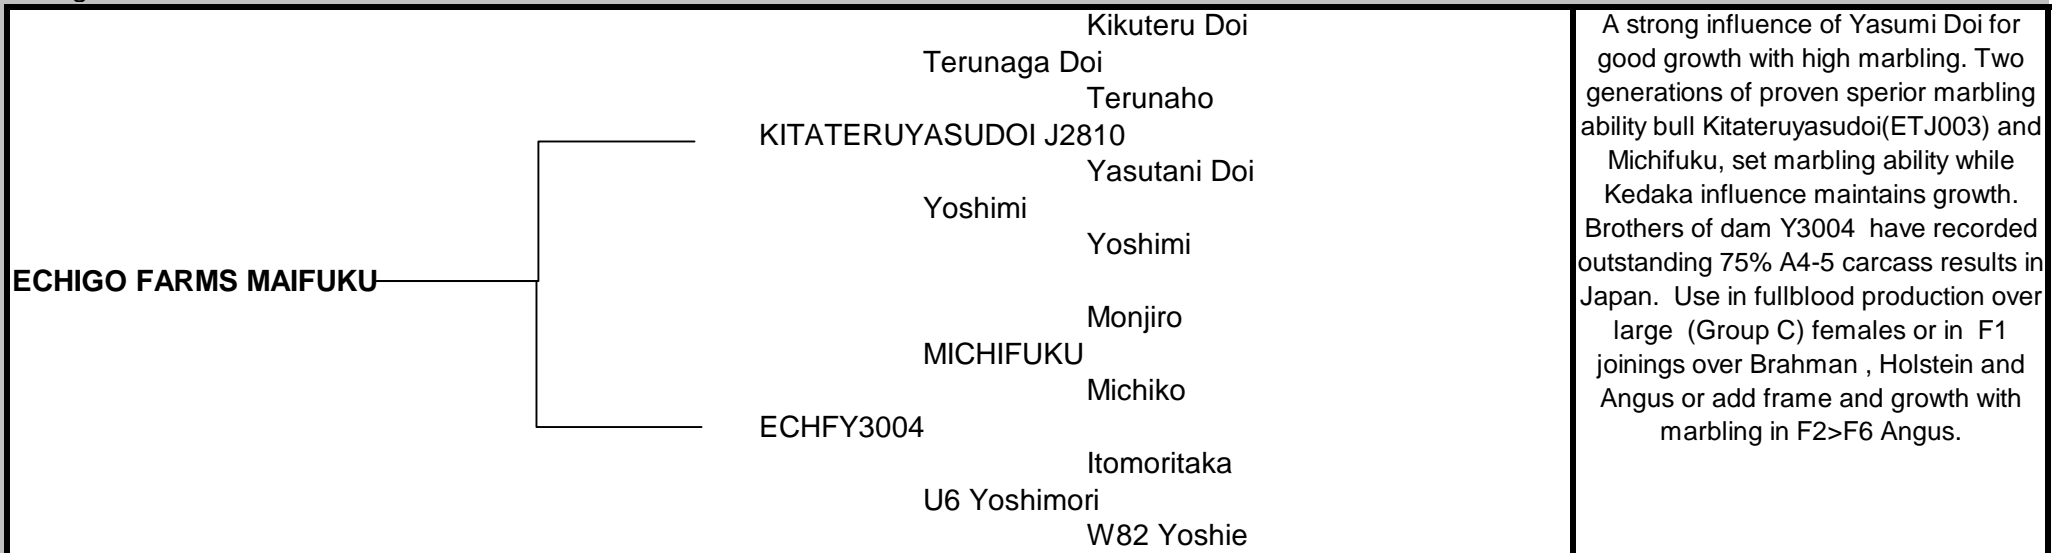 Kikuteru Doi
Terunaga Doi
Terunaho
KITATERUYASUDOI J2810
Yasutani Doi
Yoshimi
Yoshimi
ECHIGO FARMS MAIFUKU
Monjiro
MICHIFUKU
Michiko
ECHFY3004
Itomoritaka
U6 Yoshimori
W82 Yoshie
A strong influence of Yasumi Doi for
good growth with high marbling. Two
generations of proven sperior marbling
ability bull Kitateruyasudoi(ETJ003) and
Michifuku, set marbling ability while
Kedaka influence maintains growth.
Brothers of dam Y3004  have recorded
outstanding 75% A4-5 carcass results in
Japan.  Use in fullblood production over
large  (Group C) females or in  F1
joinings over Brahman , Holstein and
Angus or add frame and growth with
marbling in F2>F6 Angus.